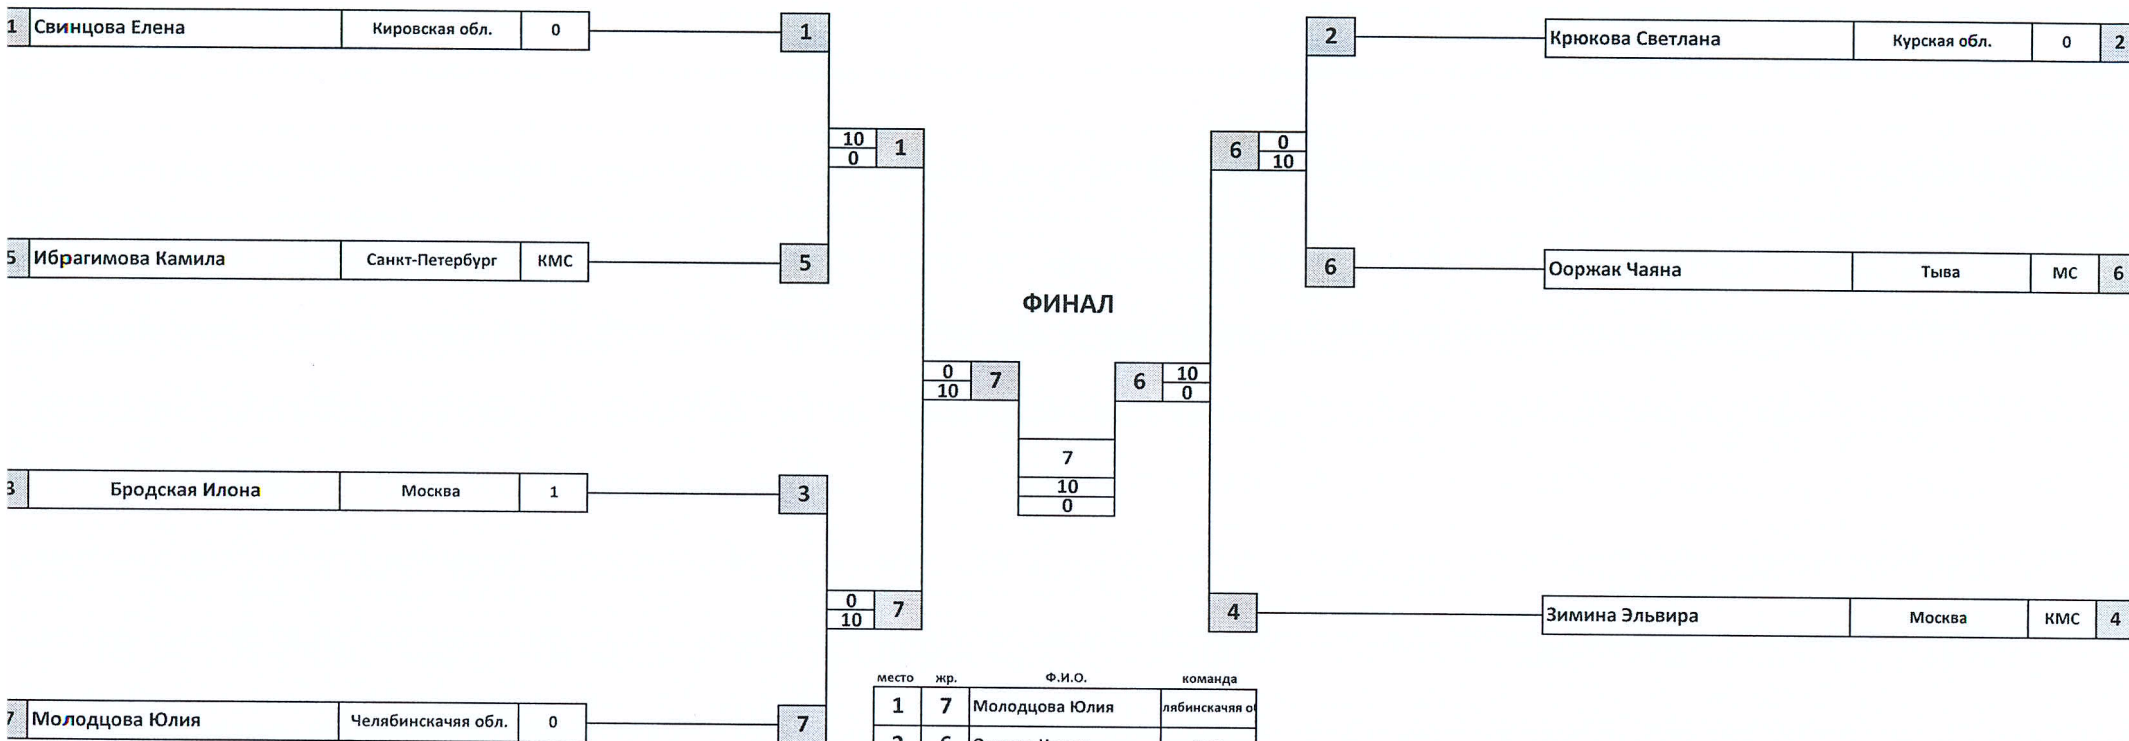 1 Свинцова Елена Кировская обл. 0 1
2 Крюкова Светлана Курская обл. 0 2
10 1
0
6 0
10
5 Ибрагимова Камила Санкт-Петербург КМС 5
6 Ооржак Чаяна Тыва МС 6
ФИНАЛ
0 7
10
6 10
0
7
10
0
3 Бродская Илона Москва 1 3
0 7
10
4 Зимина Эльвира Москва КМС 4
место жр. Ф.И.О. команда
1 7 Молодцова Юлия лябинскачяя о
7 Молодцова Юлия Челябинскачяя обл. 0 7